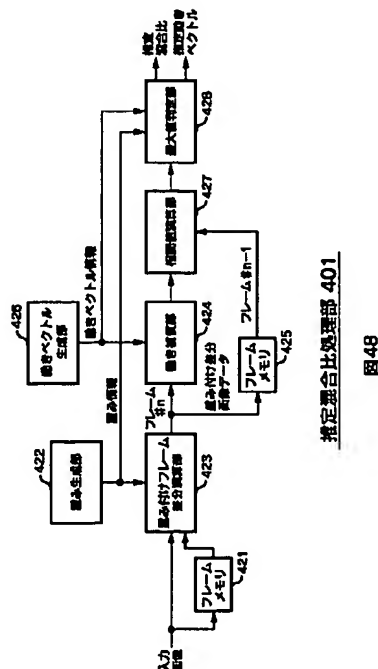 入力
画像
フレーム
メモリ
421
重み生成部
422
重み付けフレーム
差分演算部
423
重み情報
フレーム
#n
重み付け差分
画像データ
動きベクトル
生成部
426
動きベクトル情報
動き補償部
424
フレーム
メモリ
425
フレーム#n-1
相関値演算部
427
最大値判定部
428
推定
混合比
推定動き
ベクトル
推定混合比処理部 401
図48